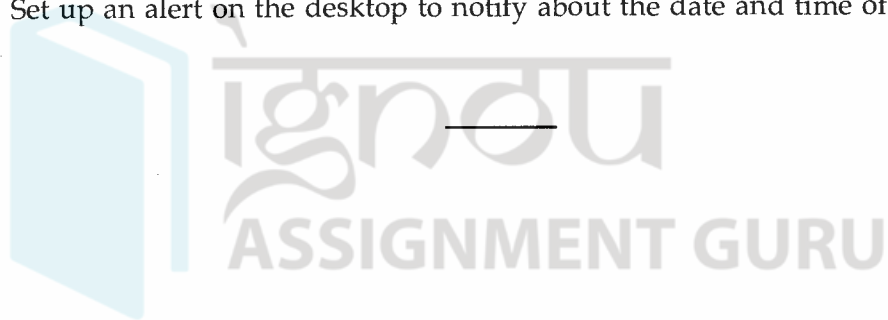 Set up an alert on the desktop to notify about the date and time of
ignou
ASSIGNMENT GURU